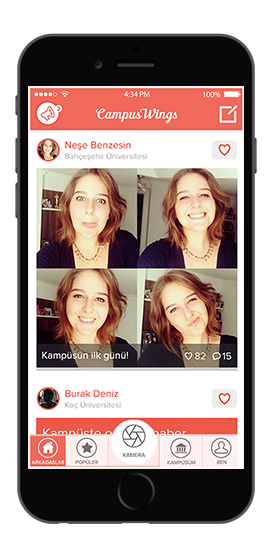 4:34 PM
100%
2
CampusWings
Neşe Benzesin
Bahçeşehir Üniversitesi
Kampüsün ilk günü!
82
15
Burak Deniz
Koç Üniversitesi
Kampüste
haber
ARKADAŞLAR
POPÜLER
KAMERA
KAMPÜSÜM
BEN